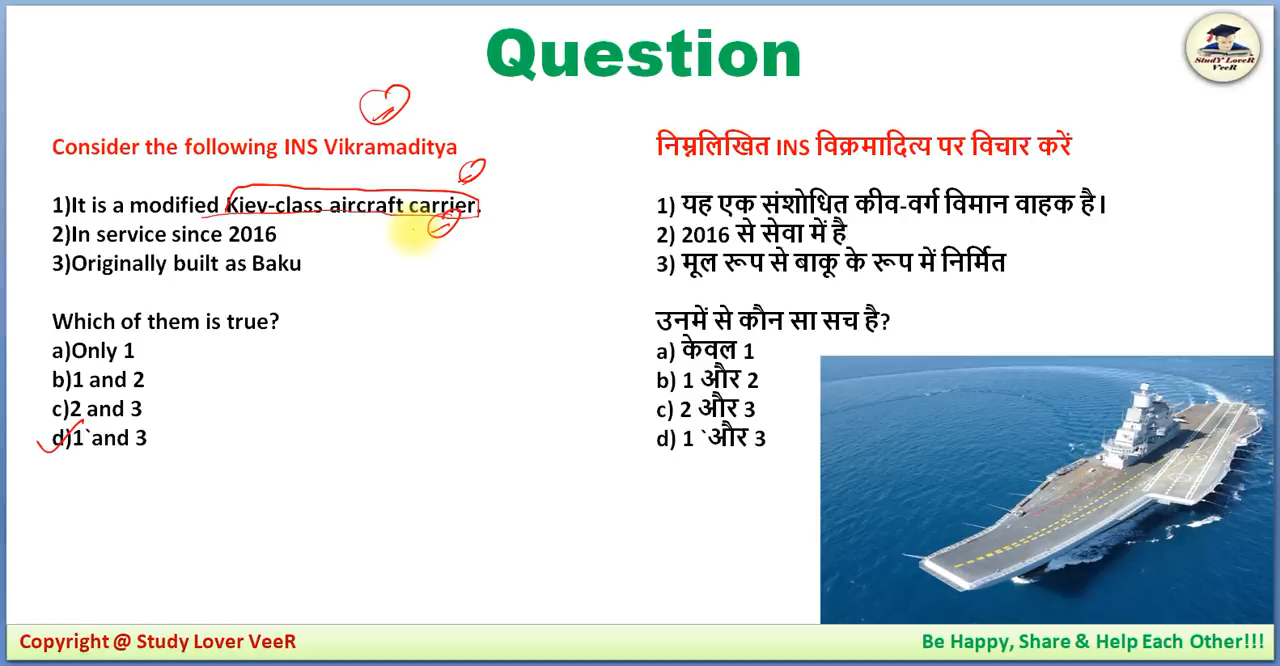 Question
StudY LoveR
VeeR
Consider the following INS Vikramaditya
1)It is a modified Kiev-class aircraft carrier.
2)In service since 2016
3)Originally built as Baku
Which of them is true?
a)Only 1
b)1 and 2
c)2 and 3
d)1`and 3
निम्नलिखित INS विक्रमादित्य पर विचार करें
1) यह एक संशोधित कीव-वर्ग विमान वाहक है।
2) 2016 से सेवा में है
3) मूल रूप से बाकू के रूप में निर्मित
उनमें से कौन सा सच है?
a) केवल 1
b) 1 और 2
c) 2 और 3
d) 1 `और 3
Copyright @ Study Lover VeeR
Be Happy, Share & Help Each Other!!!